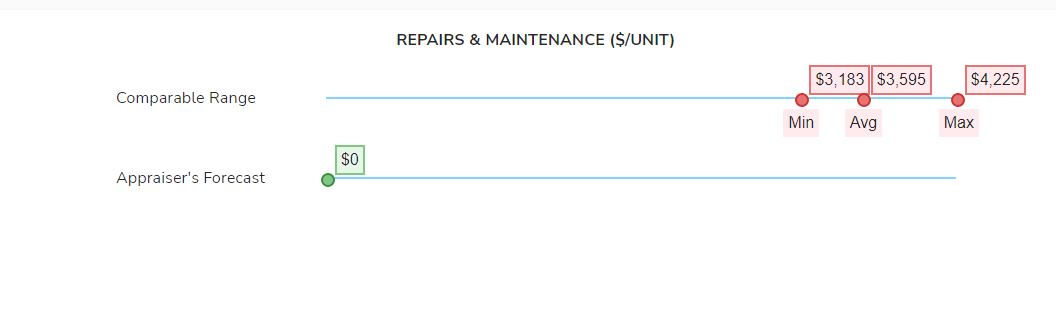 REPAIRS & MAINTENANCE ($/UNIT)
$3,183 $3,595 $4,225
Comparable Range
Min Avg Max
$0
Appraiser's Forecast